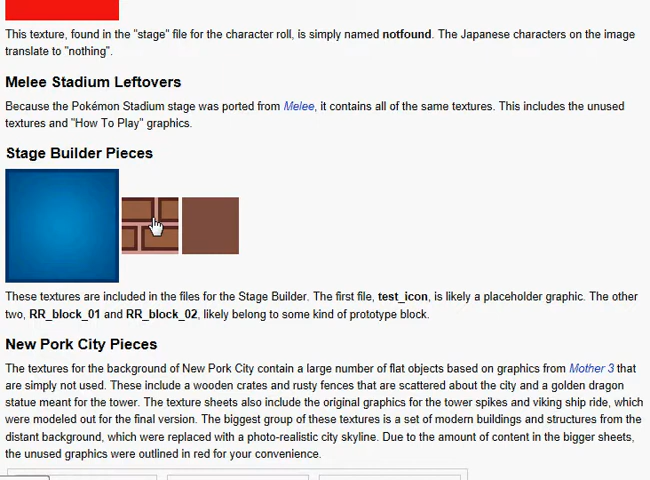 This texture, found in the "stage" file for the character roll, is simply named notfound. The Japanese characters on the image
translate to "nothing".
Melee Stadium Leftovers
Because the Pokémon Stadium stage was ported from Melee, it contains all of the same textures. This includes the unused
textures and "How To Play" graphics.
Stage Builder Pieces
These textures are included in the files for the Stage Builder. The first file, test_icon, is likely a placeholder graphic. The other
two, RR_block_01 and RR_block_02, likely belong to some kind of prototype block.
New Pork City Pieces
The textures for the background of New Pork City contain a large number of flat objects based on graphics from Mother 3 that
are simply not used. These include a wooden crates and rusty fences that are scattered about the city and a golden dragon
statue meant for the tower. The texture sheets also include the original graphics for the tower spikes and viking ship ride, which
were modeled out for the final version. The biggest group of these textures is a set of modern buildings and structures from the
distant background, which were replaced with a photo-realistic city skyline. Due to the amount of content in the bigger sheets,
the unused graphics were outlined in red for your convenience.